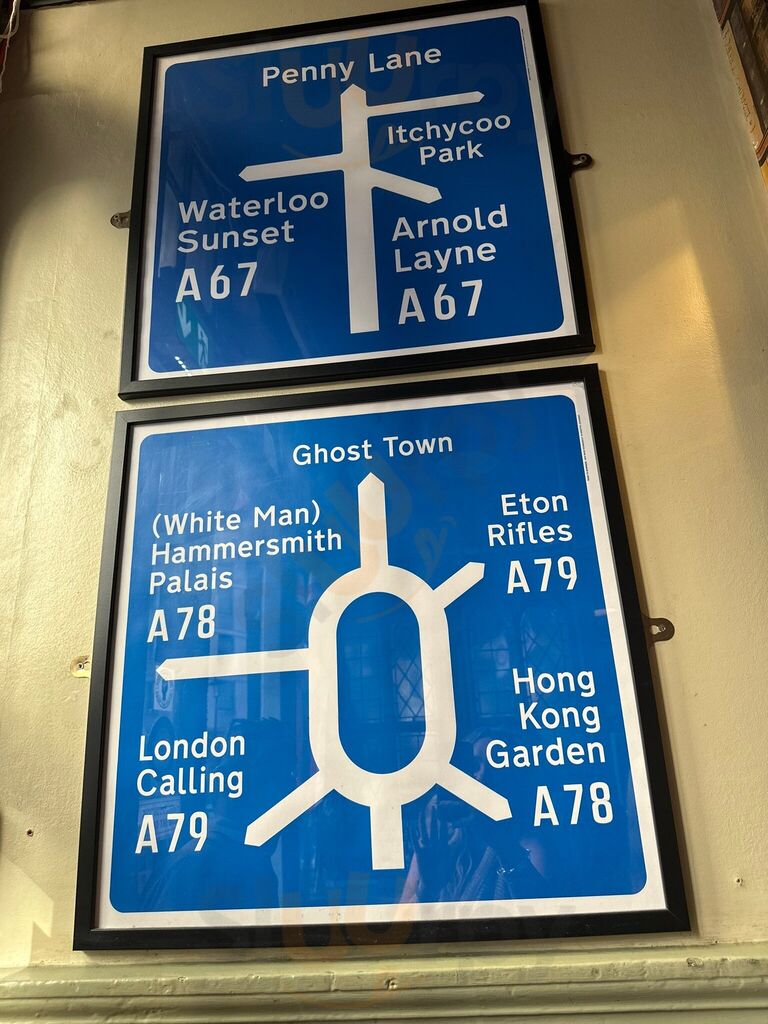 Penny Lane
Itchycoo
Park
Waterloo
Sunset
A67
Arnold
Layne
A67
Ghost Town
(White Man)
Hammersmith
Palais
A78
Eton
Rifles
A79
Hong
Kong
Garden
A78
London
Calling
A79